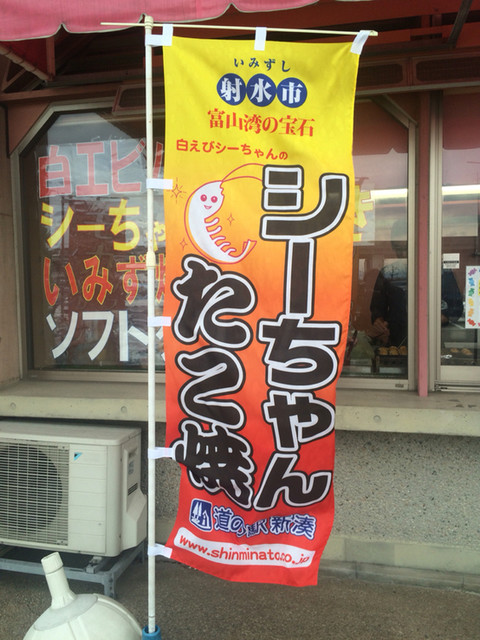 いみずし
射水市
富山湾の宝石
白えびシーちゃんの
シーちゃん
たこ焼
道の駅 新湊
www.shinminato.co.jp
白エビ
シーちゃ
いみず
ソフト